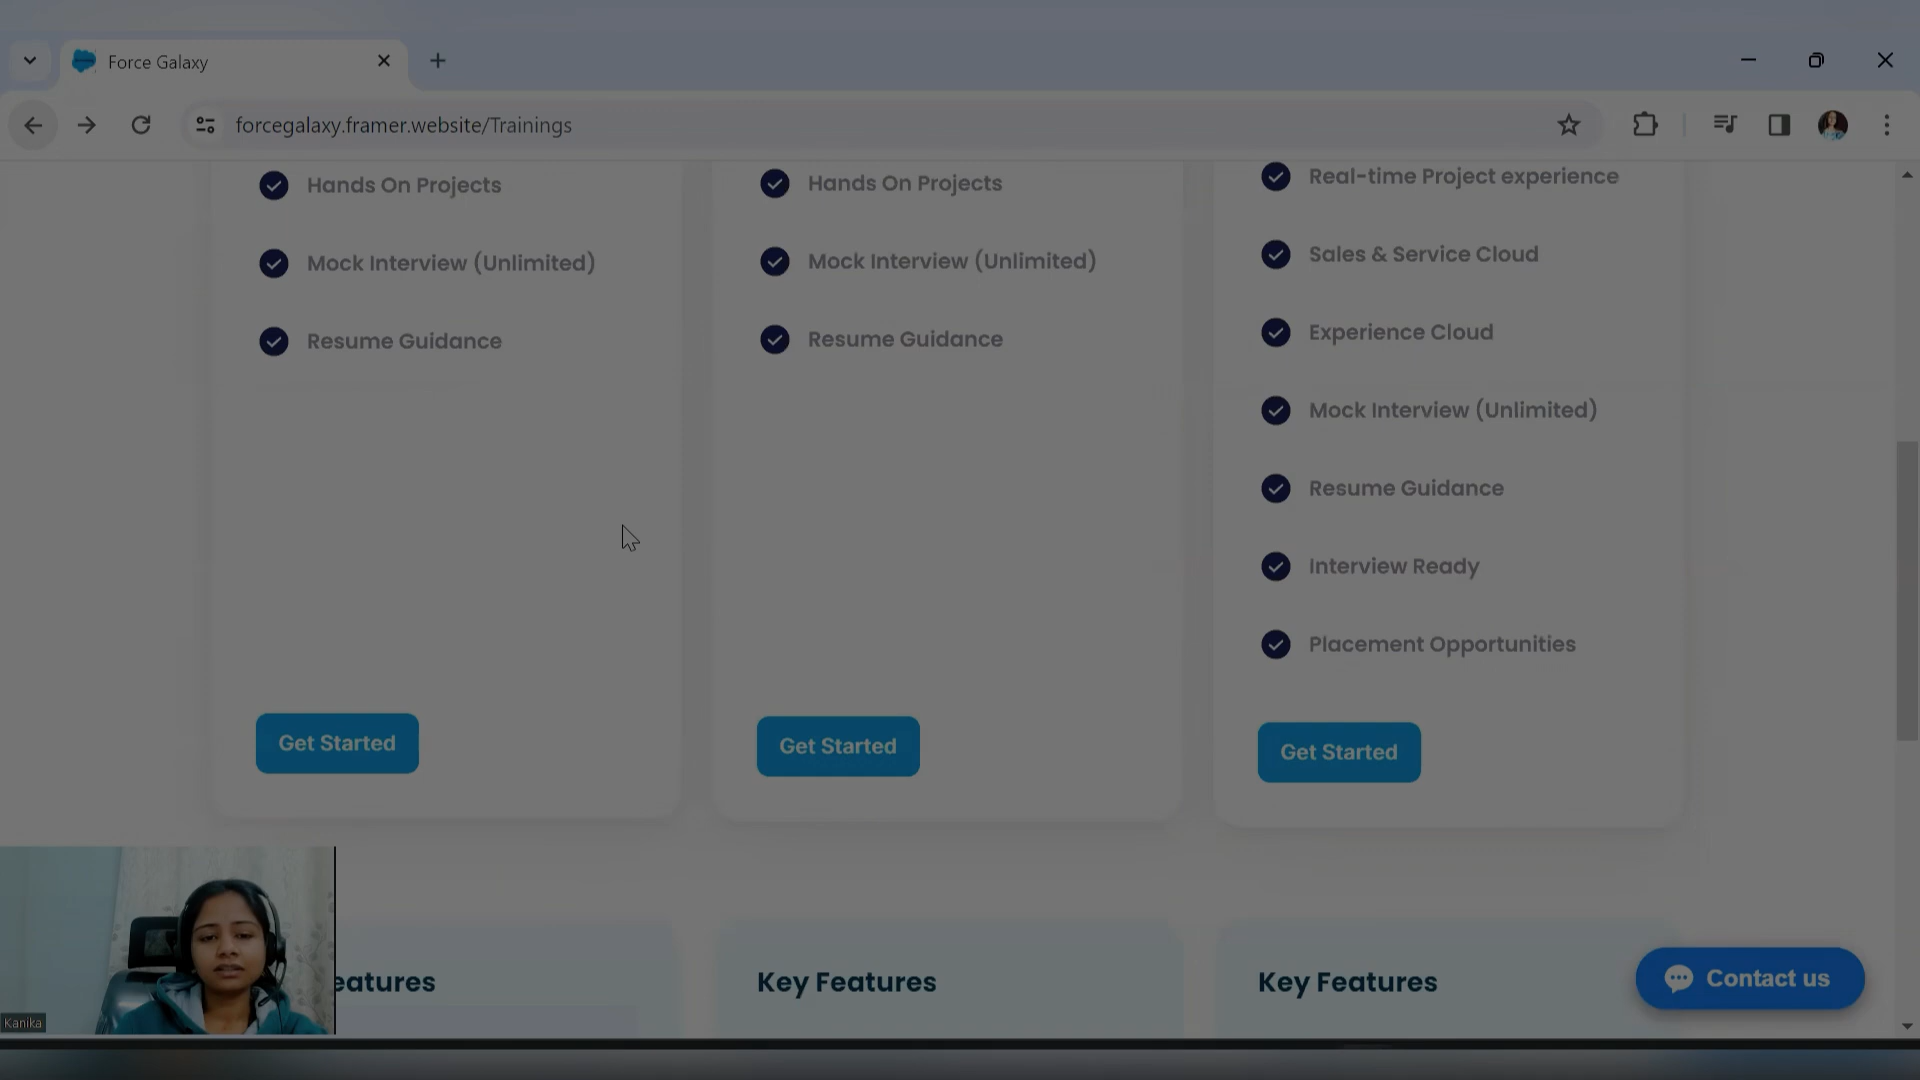 Force Galaxy
forcegalaxy.framer.website/Trainings
Hands On Projects
Mock Interview (Unlimited)
Resume Guidance
Get Started
Hands On Projects
Mock Interview (Unlimited)
Resume Guidance
Get Started
Real-time Project experience
Sales & Service Cloud
Experience Cloud
Mock Interview (Unlimited)
Resume Guidance
Interview Ready
Placement Opportunities
Get Started
eatures
Key Features
Key Features
Contact us
Kanika